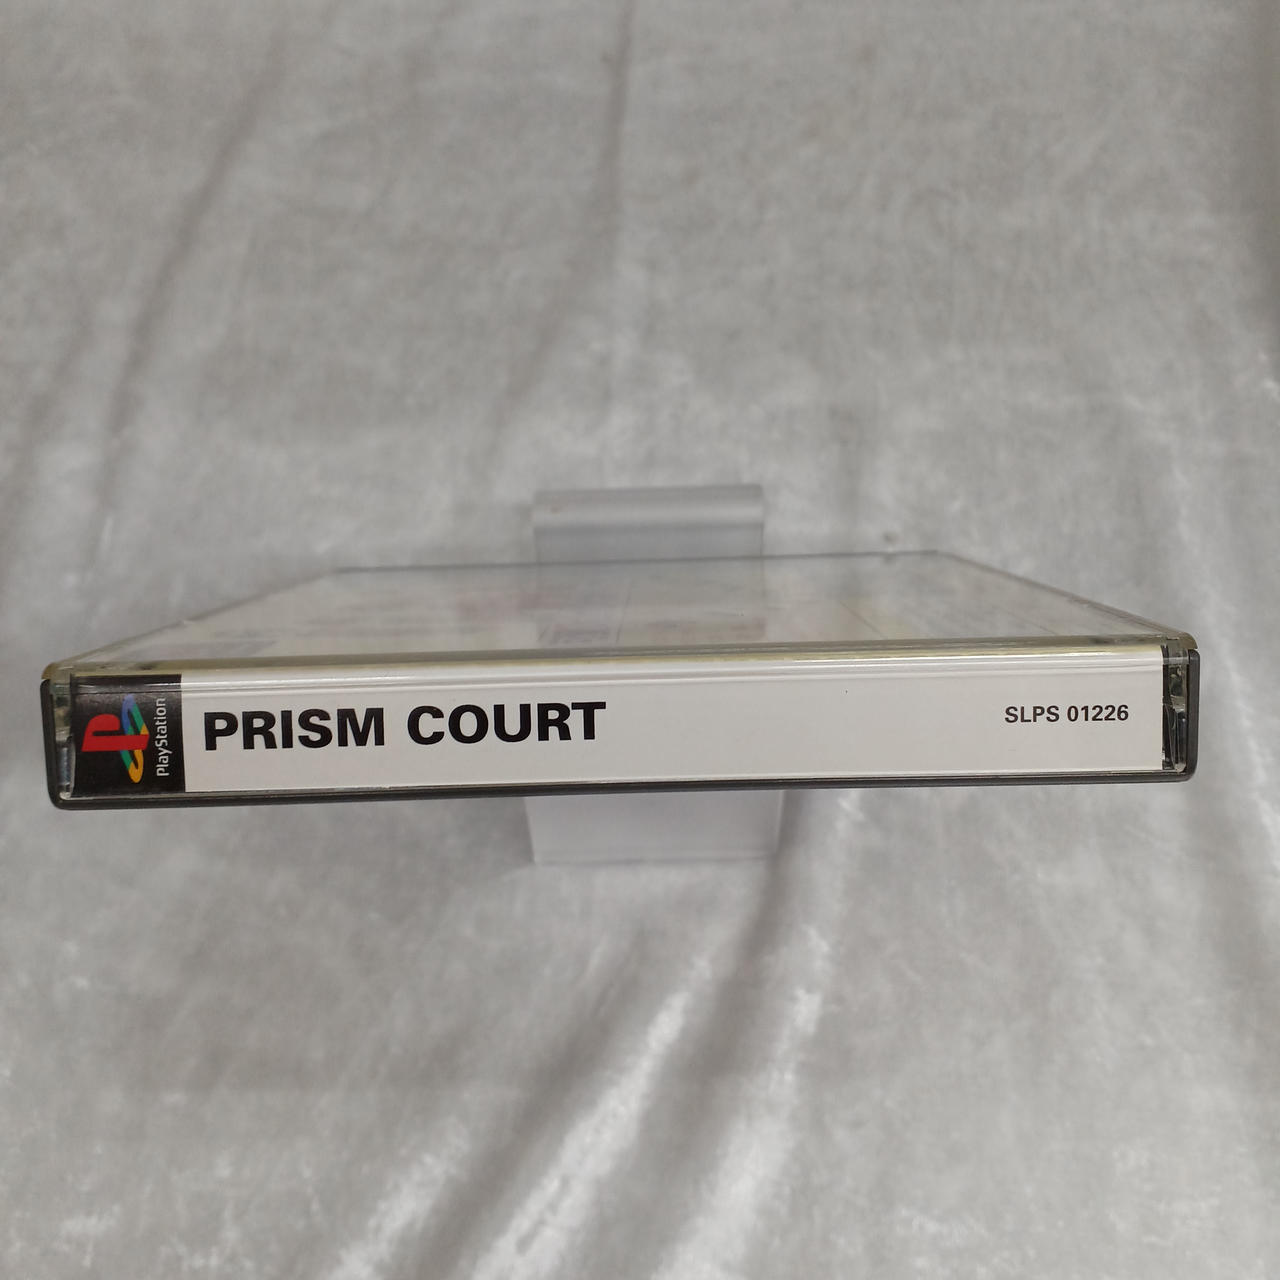 PlayStation
PRISM COURT
SLPS 01226